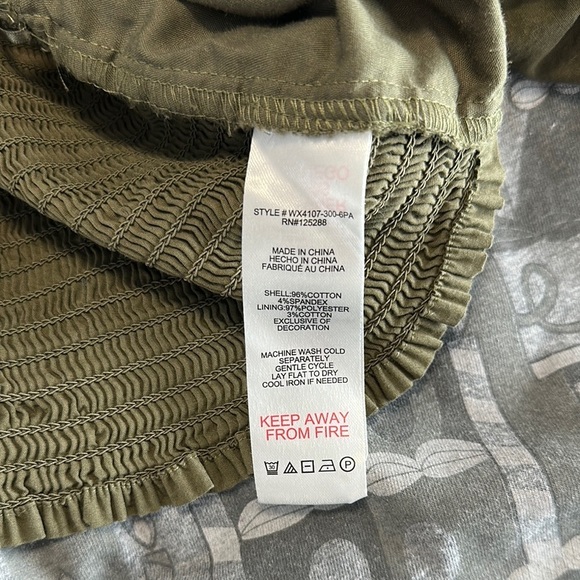 STYLE # WX4107-300-6PA
RN#125288
MADE IN CHINA
HECHO IN CHINA
FABRIQUÉ AU CHINA
SHELL:96%COTTON
4%SPANDEX
LINING:97%POLYESTER
3%COTTON
EXCLUSIVE OF
DECORATION
MACHINE WASH COLD
SEPARATELY
GENTLE CYCLE
LAY FLAT TO DRY
COOL IRON IF NEEDED
KEEP AWAY
FROM FIRE